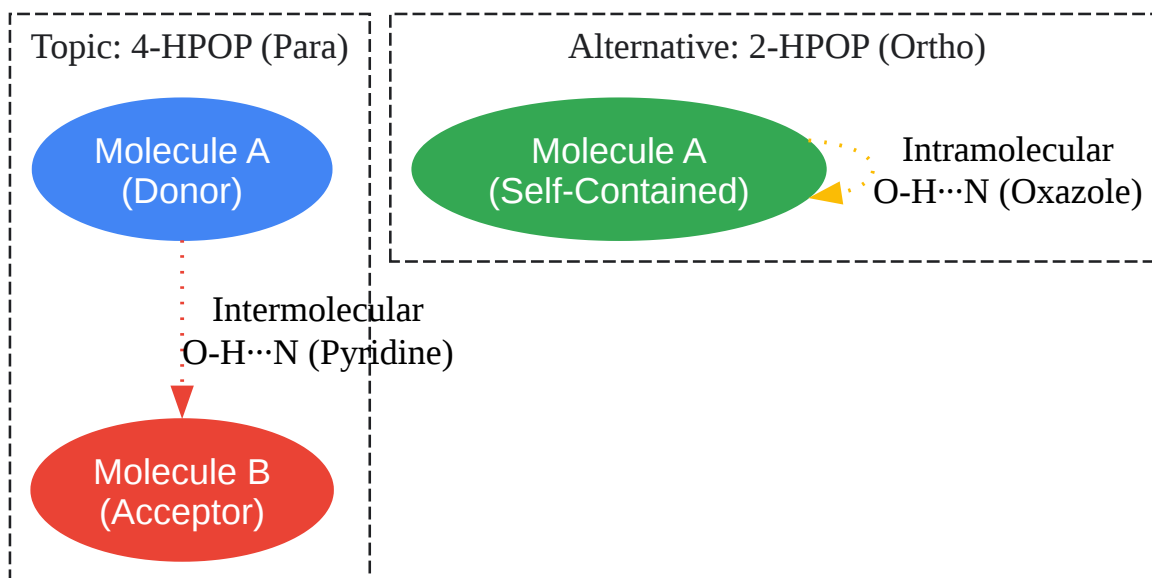 Topic: 4-HPOP (Para)
Molecule A
(Donor)
Intermolecular
O-H···N (Pyridine)
Molecule B
(Acceptor)
Alternative: 2-HPOP (Ortho)
Molecule A
(Self-Contained)
Intramolecular
O-H···N (Oxazole)